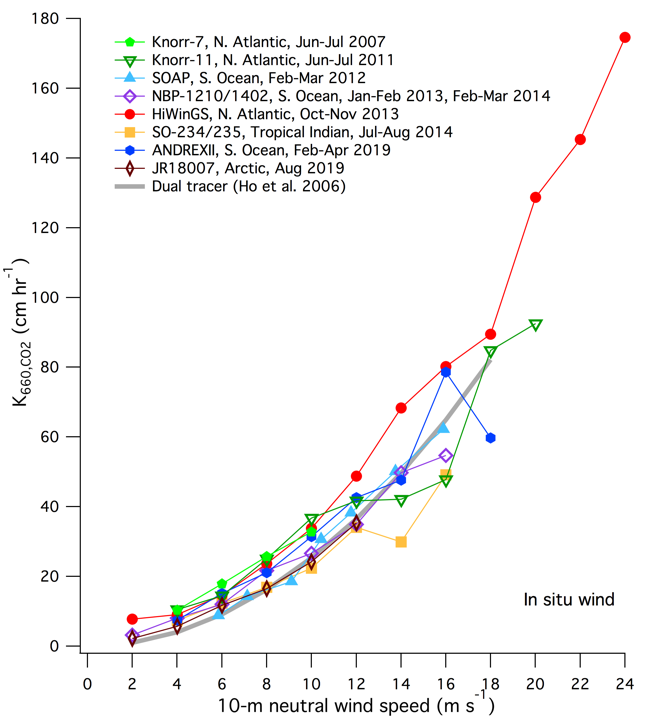 180
160
140
120
100
80
60
40
20
0
K660,CO2 (cm hr-1)
Knorr-7, N. Atlantic, Jun-Jul 2007
Knorr-11, N. Atlantic, Jun-Jul 2011
SOAP, S. Ocean, Feb-Mar 2012
NBP-1210/1402, S. Ocean, Jan-Feb 2013, Feb-Mar 2014
HiWinGS, N. Atlantic, Oct-Nov 2013
SO-234/235, Tropical Indian, Jul-Aug 2014
ANDREXII, S. Ocean, Feb-Apr 2019
JR18007, Arctic, Aug 2019
Dual tracer (Ho et al. 2006)
In situ wind
0 2 4 6 8 10 12 14 16 18 20 22 24
10-m neutral wind speed (m s-1)